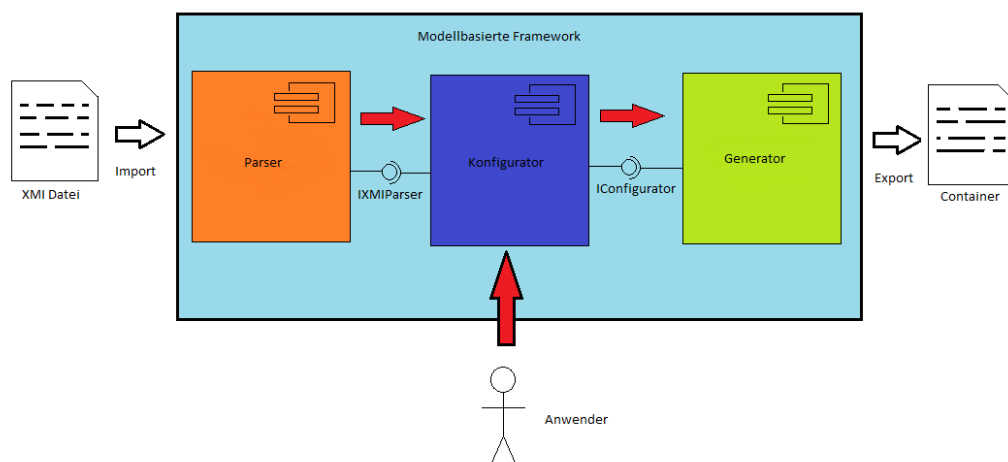 Modellbasierte Framework
Parser
Konfigurator
Generator
Import
IXMIParser
IConfigurator
Export
XMI Datei
Container
Anwender